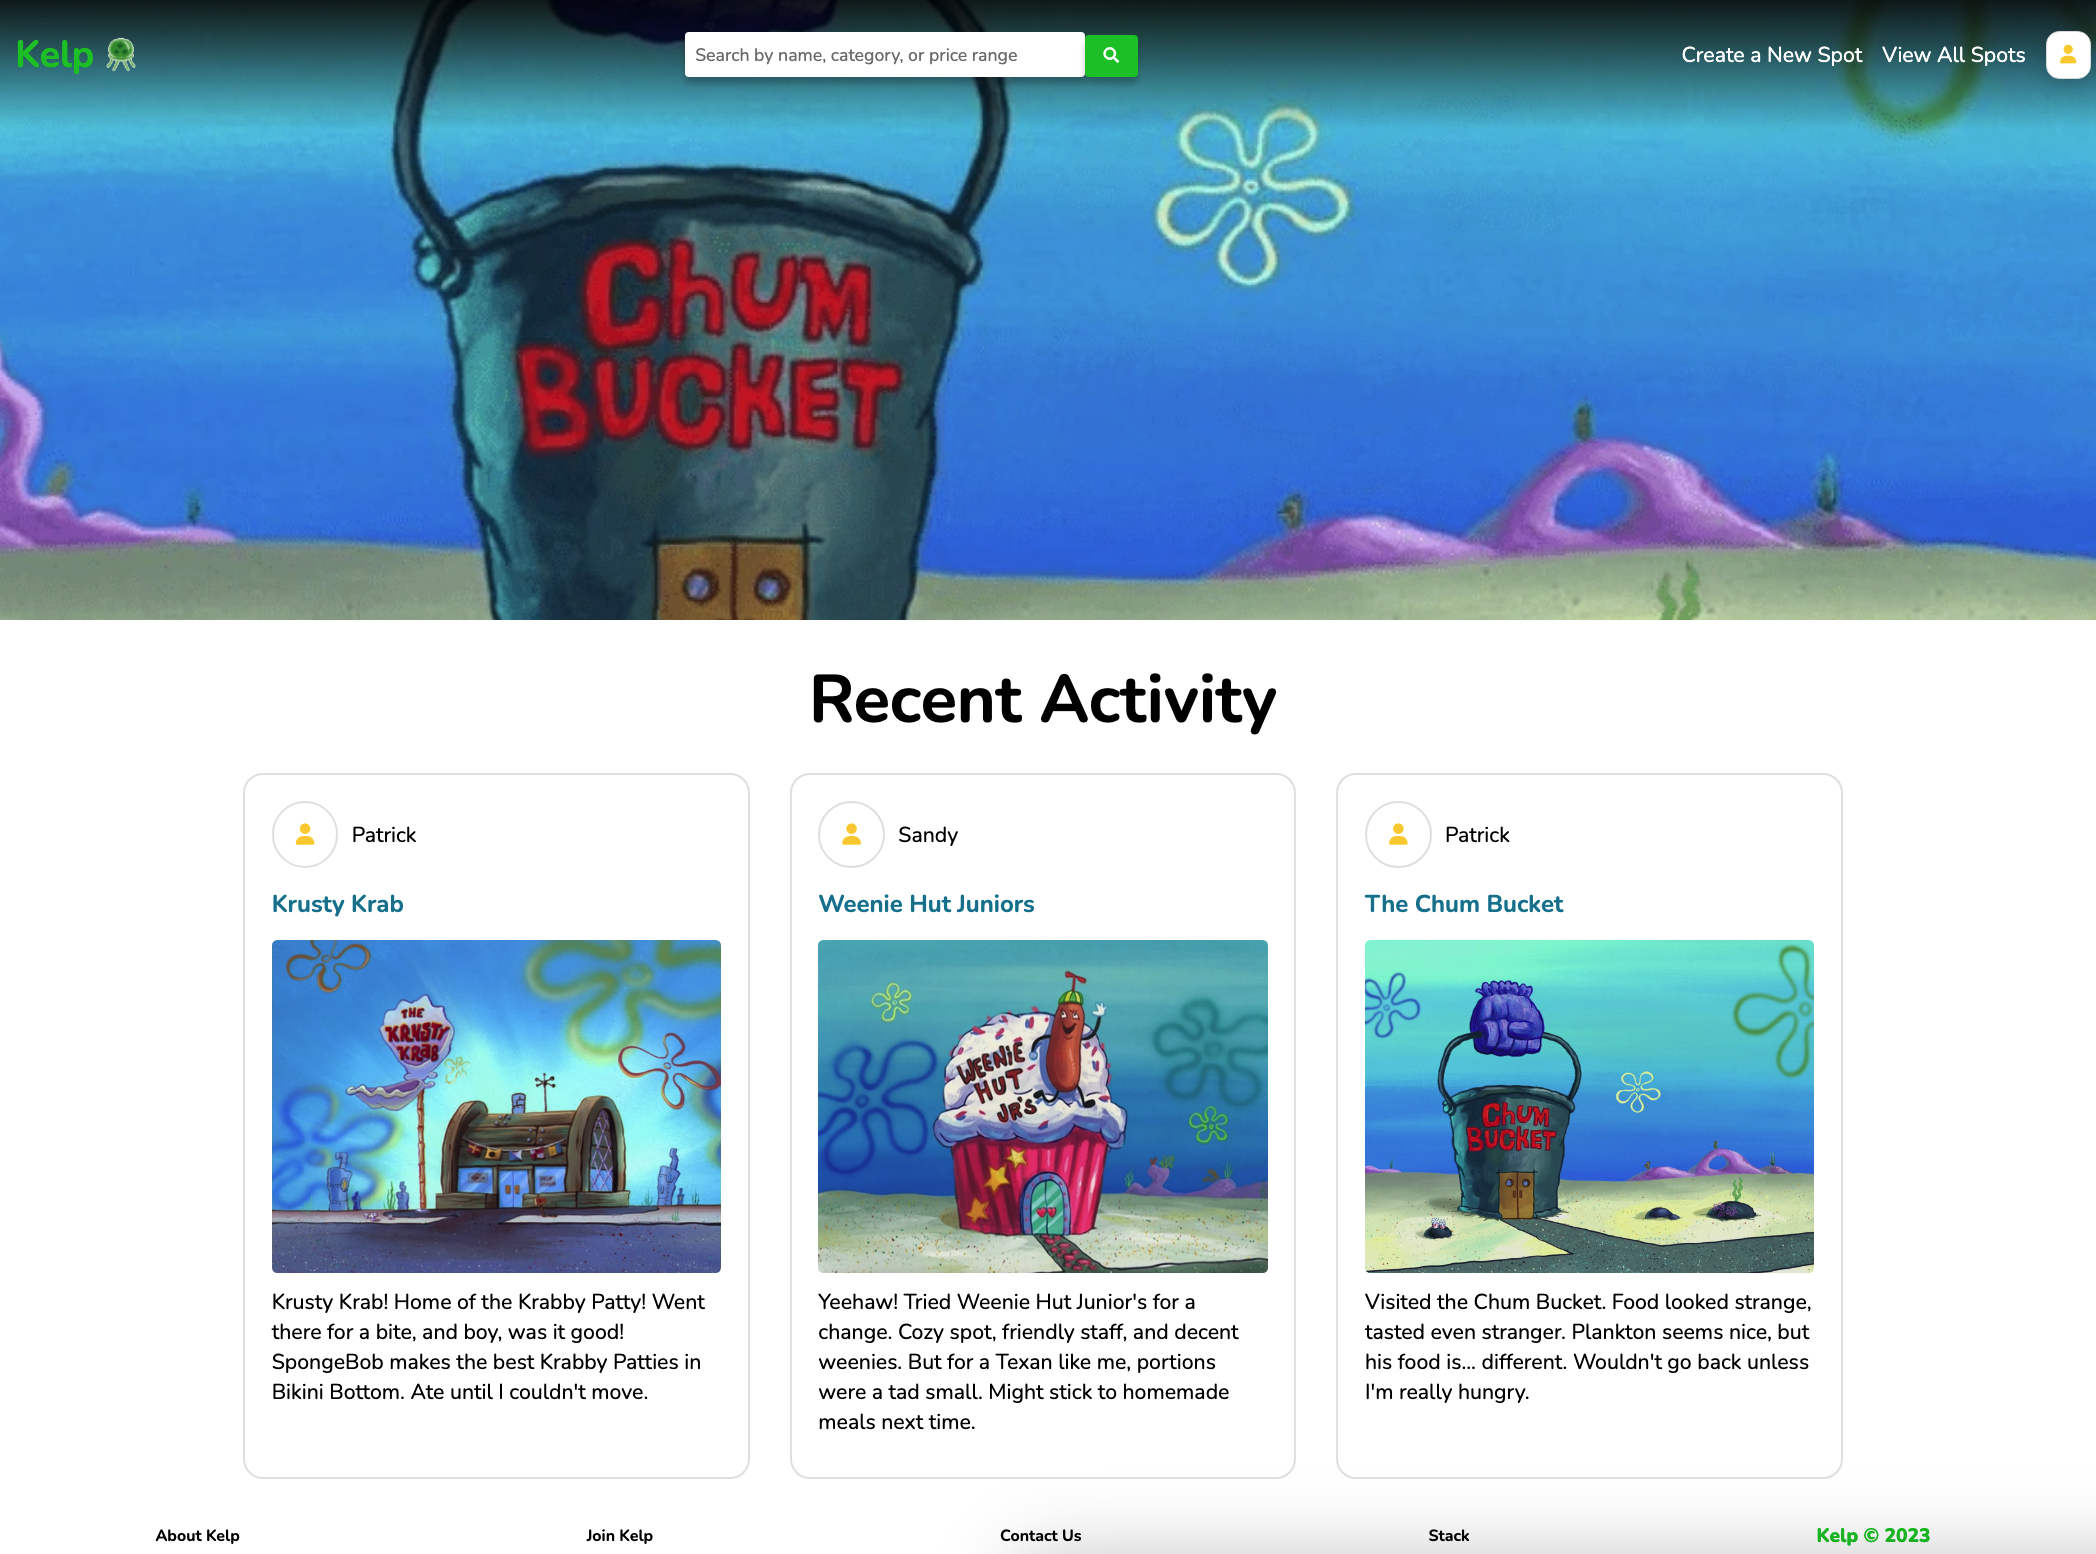 Kelp
Search by name, category, or price range
Create a New Spot
View All Spots
ChUM
BUCKET
Recent Activity
Patrick
Krusty Krab
THE
KRUSTY
KRAB
Krusty Krab! Home of the Krabby Patty! Went
there for a bite, and boy, was it good!
SpongeBob makes the best Krabby Patties in
Bikini Bottom. Ate until I couldn't move.
Sandy
Weenie Hut Juniors
WEENiE
HUT
JR'S
Yeehaw! Tried Weenie Hut Junior's for a
change. Cozy spot, friendly staff, and decent
weenies. But for a Texan like me, portions
were a tad small. Might stick to homemade
meals next time.
Patrick
The Chum Bucket
ChUM
BUCKET
Visited the Chum Bucket. Food looked strange,
tasted even stranger. Plankton seems nice, but
his food is... different. Wouldn't go back unless
I'm really hungry.
About Kelp
Join Kelp
Contact Us
Stack
Kelp © 2023